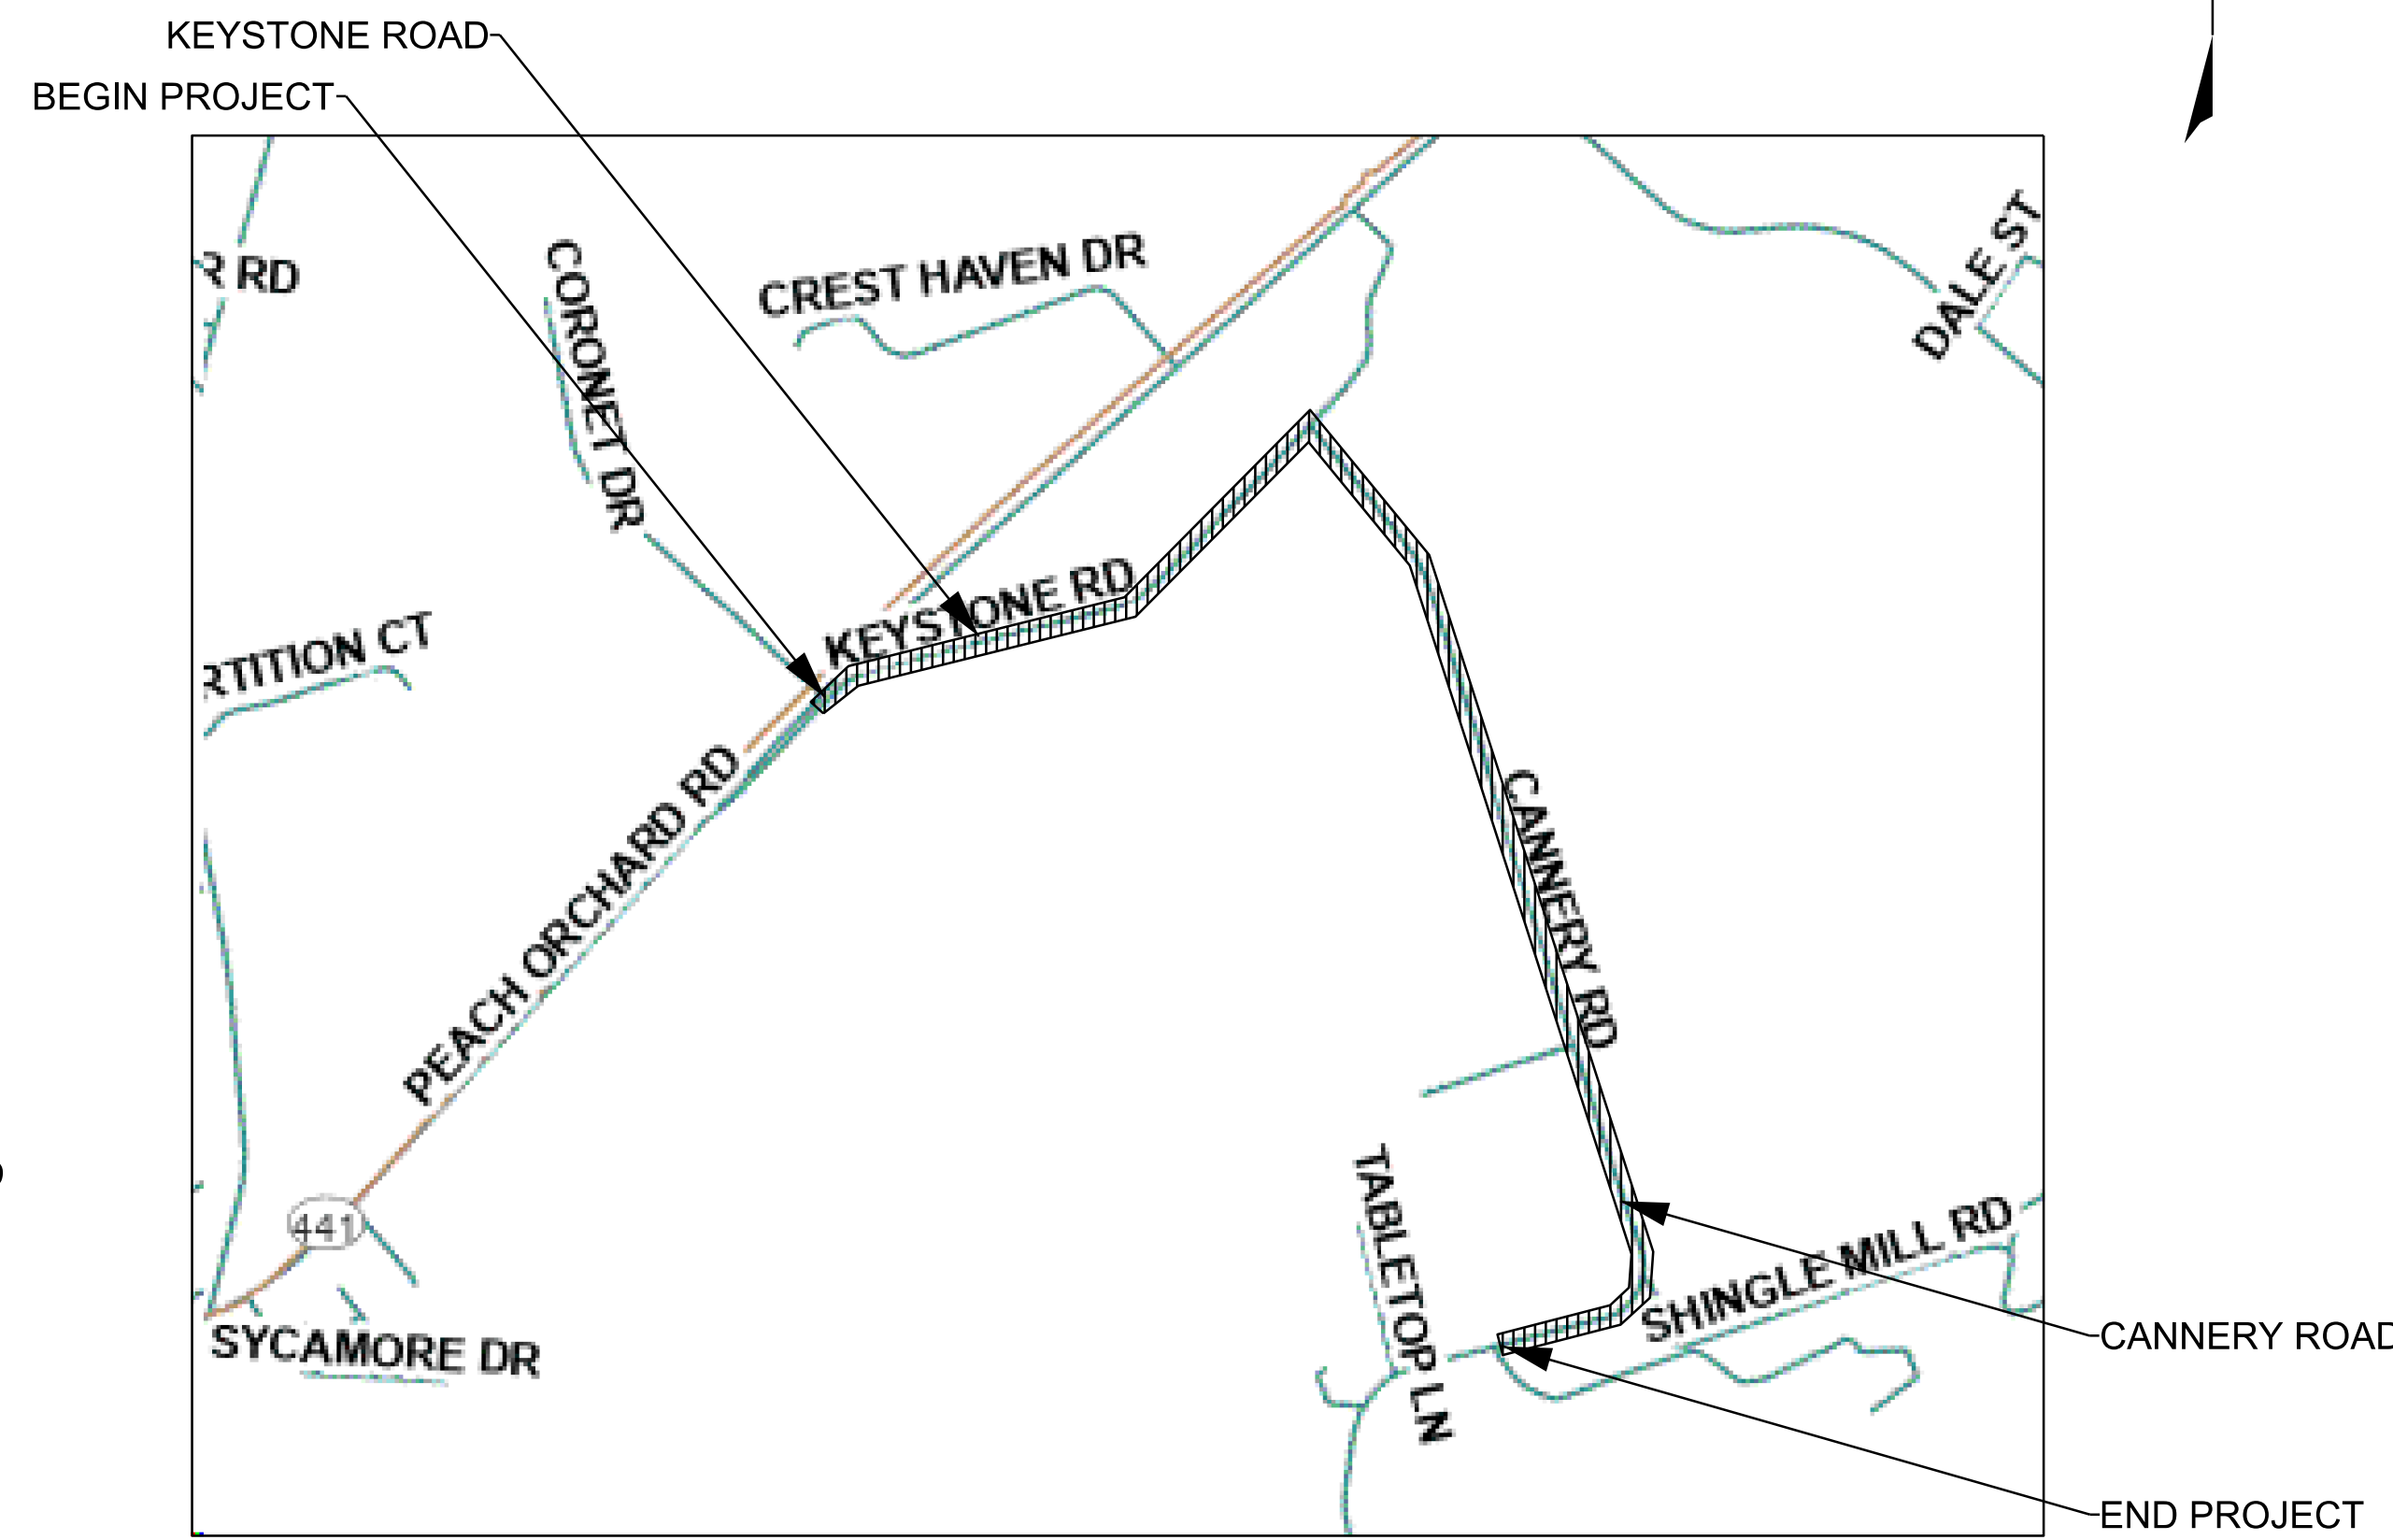 KEYSTONE ROAD
BEGIN PROJECT
DALE ST
CREST HAVEN DR
R RD
CORONET DR
KEYSTONE RD
RTITION CT
PEACH ORCHARD RD
CANNERY RD
TABLETOP LN
441
SHINGLE MILL RD
SYCAMORE DR
CANNERY ROAD
END PROJECT